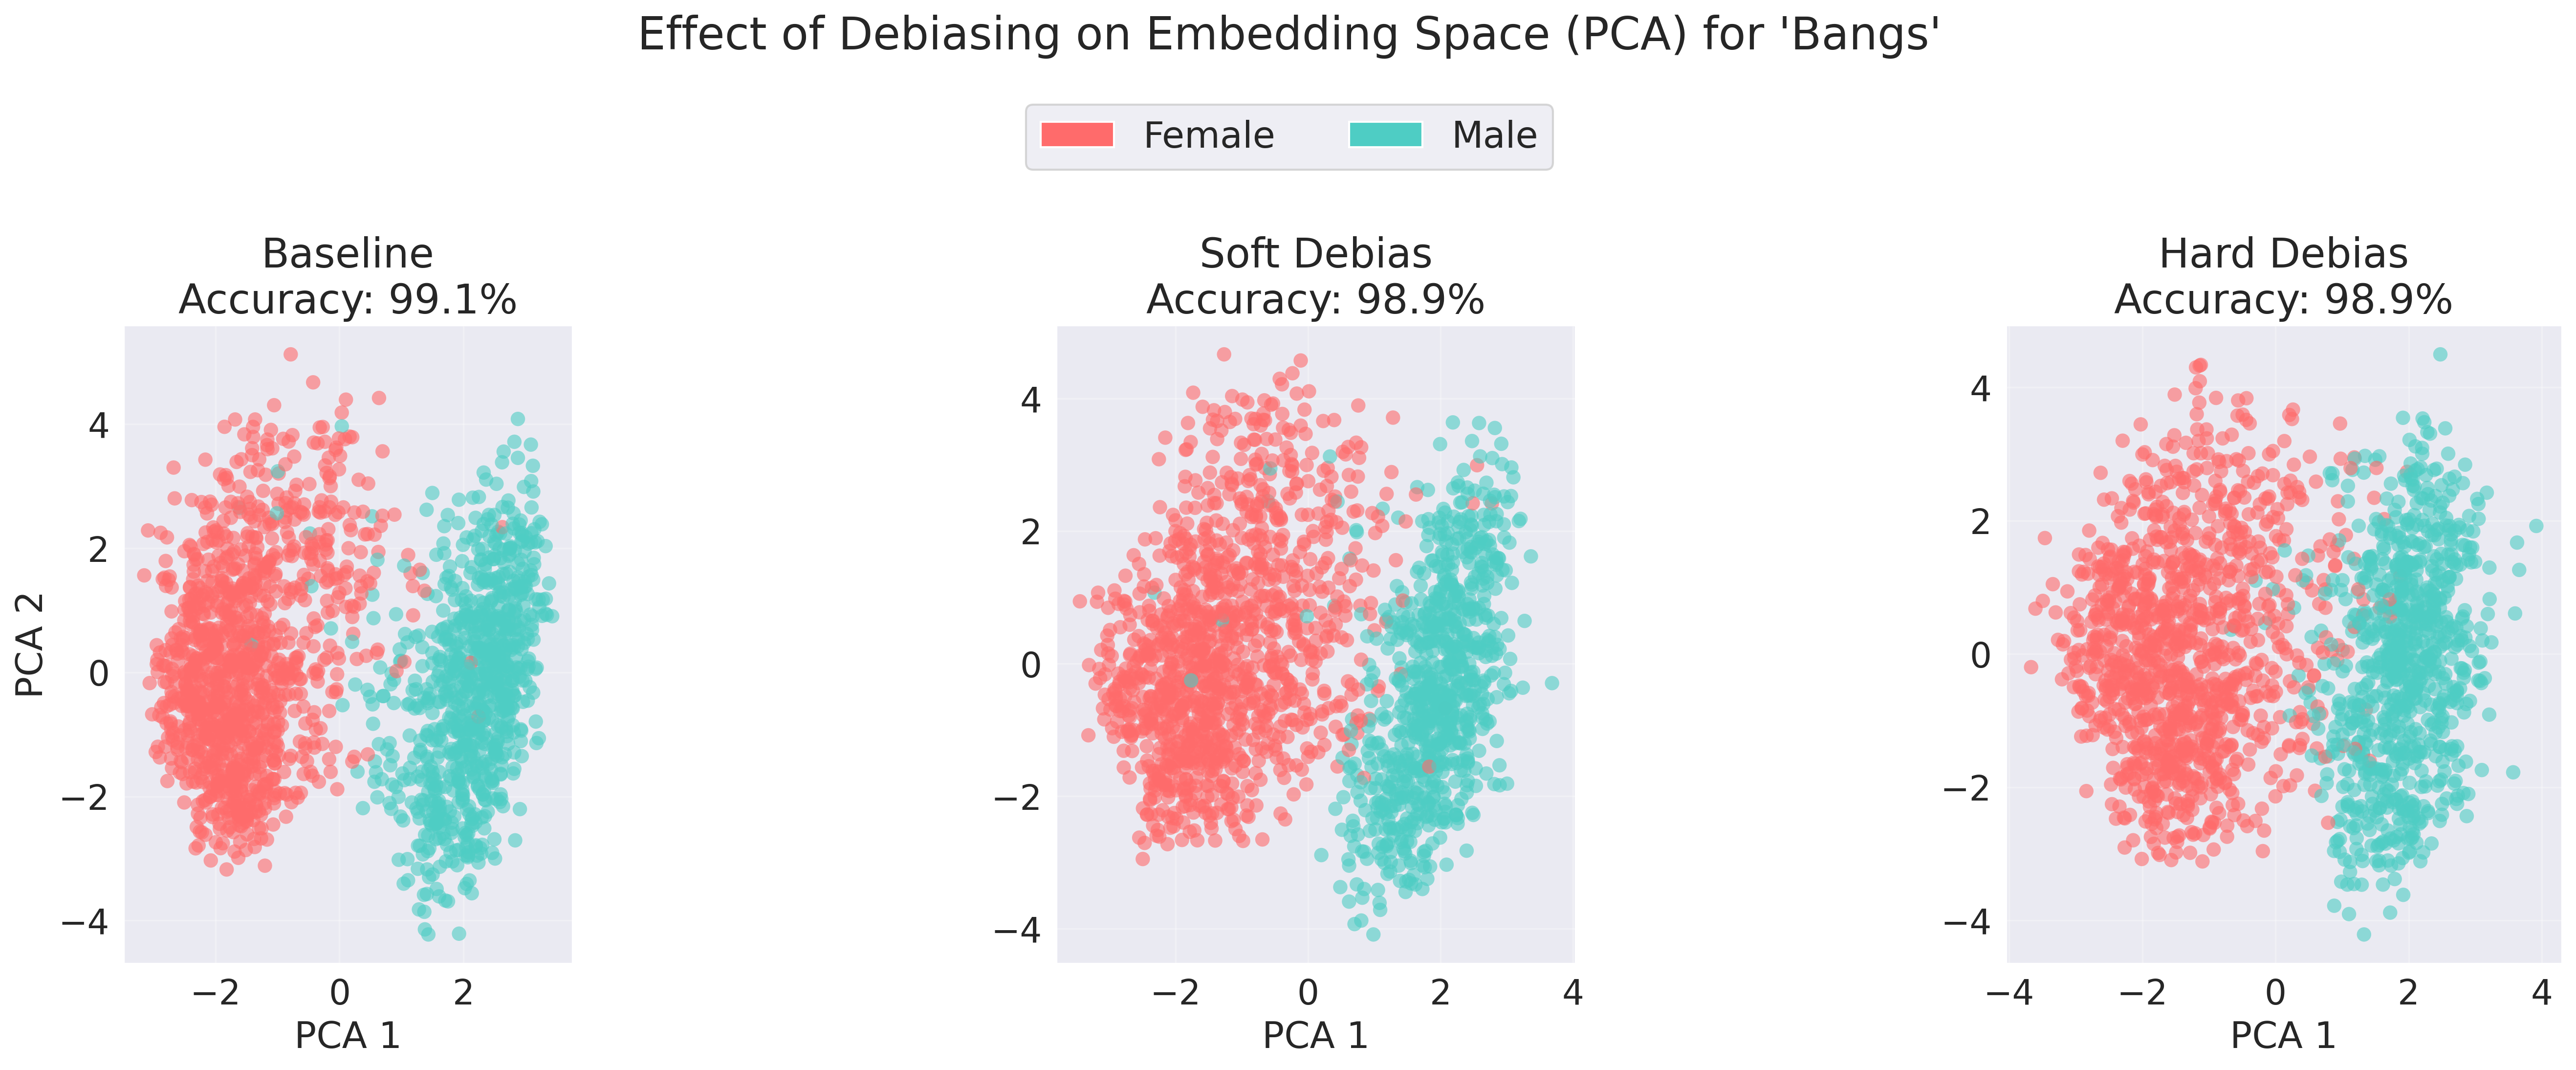 Effect of Debiasing on Embedding Space (PCA) for 'Bangs'
Female
Male
Baseline
Accuracy: 99.1%
Soft Debias
Accuracy: 98.9%
Hard Debias
Accuracy: 98.9%
PCA 2
4
2
0
−2
−4
−2
0
2
PCA 1
4
2
0
−2
−4
−2
0
2
4
PCA 1
4
2
0
−2
−4
−4
−2
0
2
4
PCA 1